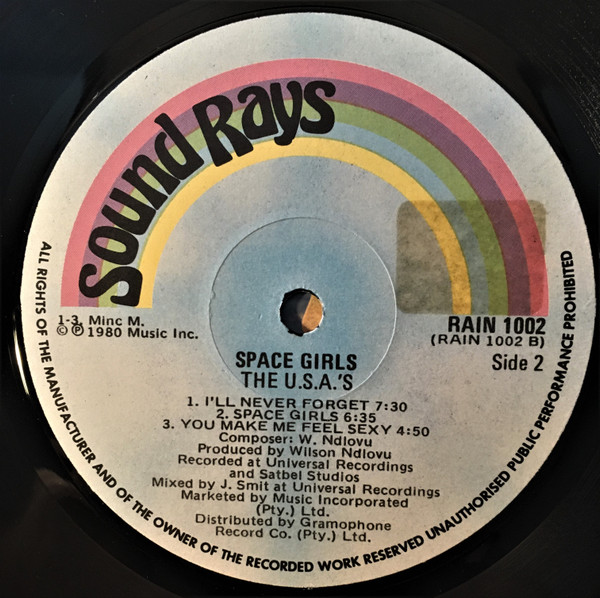 Sound Rays
1-3. Minc M.
© ℗ 1980 Music Inc.
RAIN 1002
(RAIN 1002 B)
Side 2
SPACE GIRLS
THE U.S.A.'S
1. I'LL NEVER FORGET 7:30
2. SPACE GIRLS 6:35
3. YOU MAKE ME FEEL SEXY 4:50
Composer: W. Ndlovu
Produced by Wilson Ndlovu
Recorded at Universal Recordings
and Satbel Studios
Mixed by J. Smit at Universal Recordings
Marketed by Music Incorporated
(Pty.) Ltd.
Distributed by Gramophone
Record Co. (Pty.) Ltd.
ALL RIGHTS OF THE MANUFACTURER AND OF THE OWNER OF THE RECORDED WORK RESERVED UNAUTHORISED PUBLIC PERFORMANCE PROHIBITED